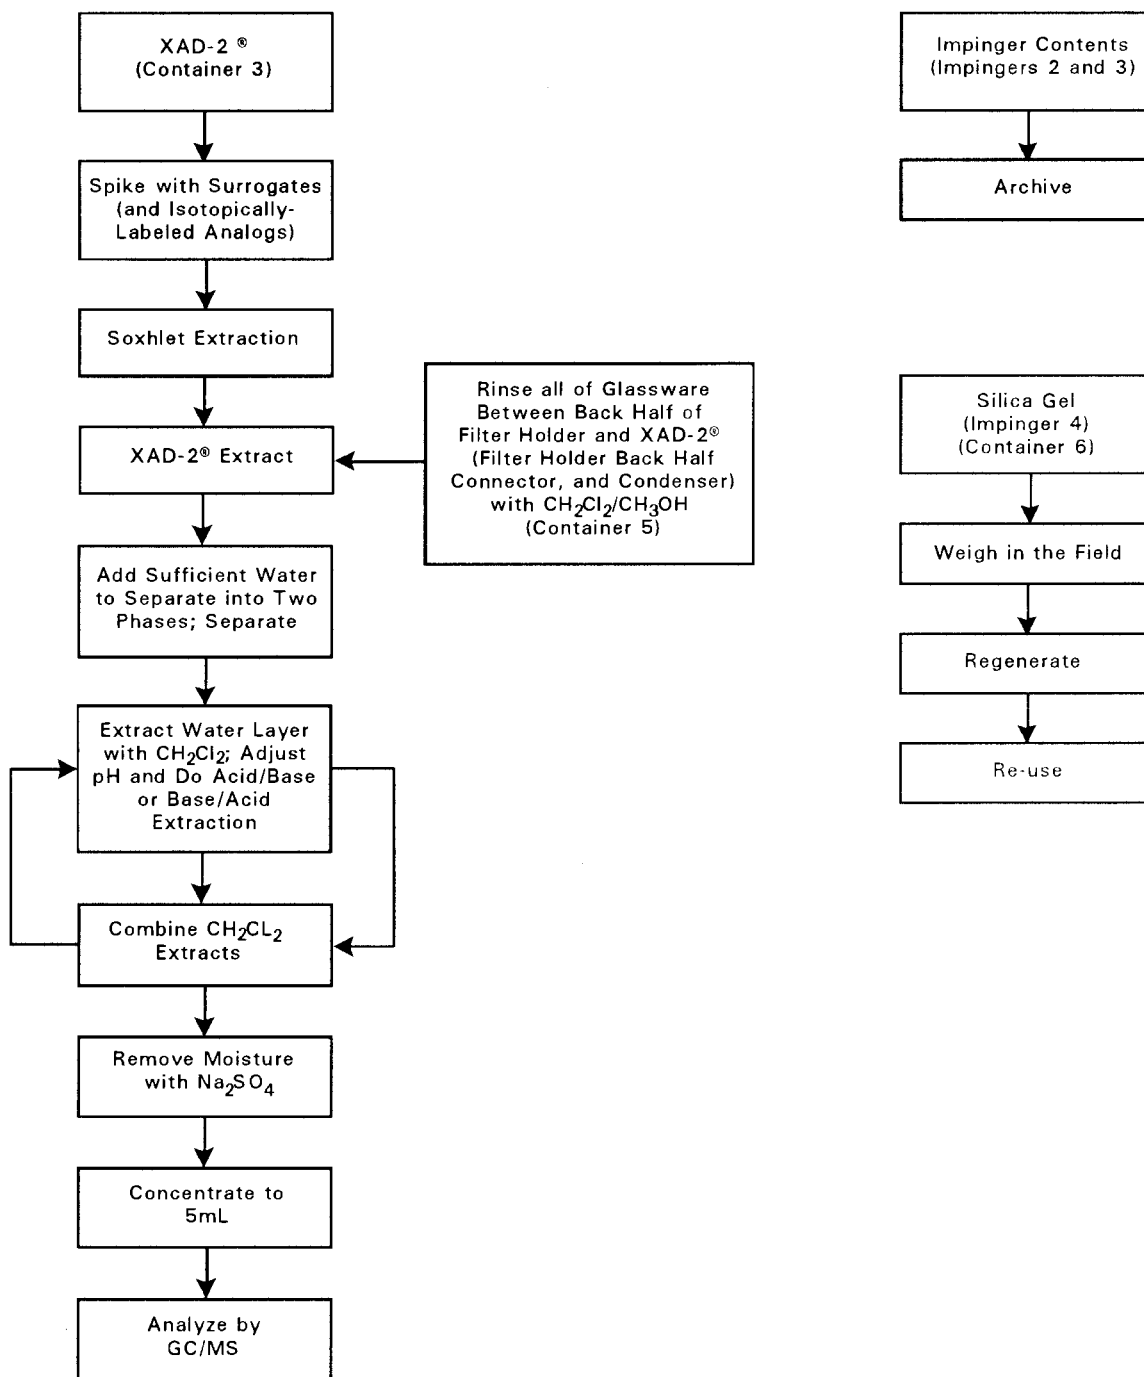 XAD-2 ®
(Container 3)
Spike with Surrogates
(and Isotopically-
Labeled Analogs)
Soxhlet Extraction
XAD-2® Extract
Rinse all of Glassware
Between Back Half of
Filter Holder and XAD-2®
(Filter Holder Back Half
Connector, and Condenser)
with CH2Cl2/CH3OH
(Container 5)
Add Sufficient Water
to Separate into Two
Phases; Separate
Extract Water Layer
with CH2Cl2; Adjust
pH and Do Acid/Base
or Base/Acid
Extraction
Combine CH2CL2
Extracts
Remove Moisture
with Na2SO4
Concentrate to
5mL
Analyze by
GC/MS
Impinger Contents
(Impingers 2 and 3)
Archive
Silica Gel
(Impinger 4)
(Container 6)
Weigh in the Field
Regenerate
Re-use